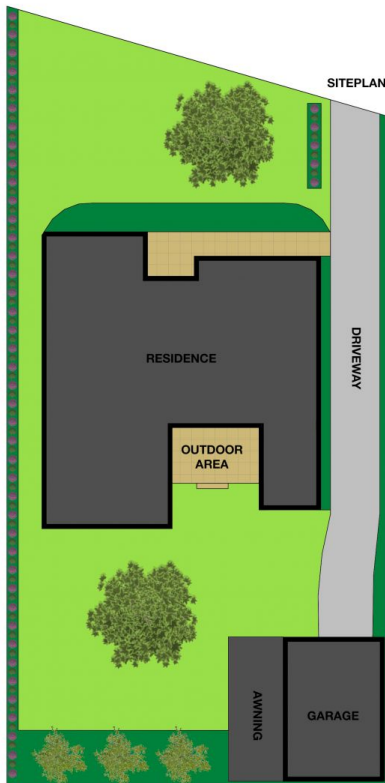 SITEPLAN
DRIVEWAY
RESIDENCE
OUTDOOR
AREA
AWNING
GARAGE